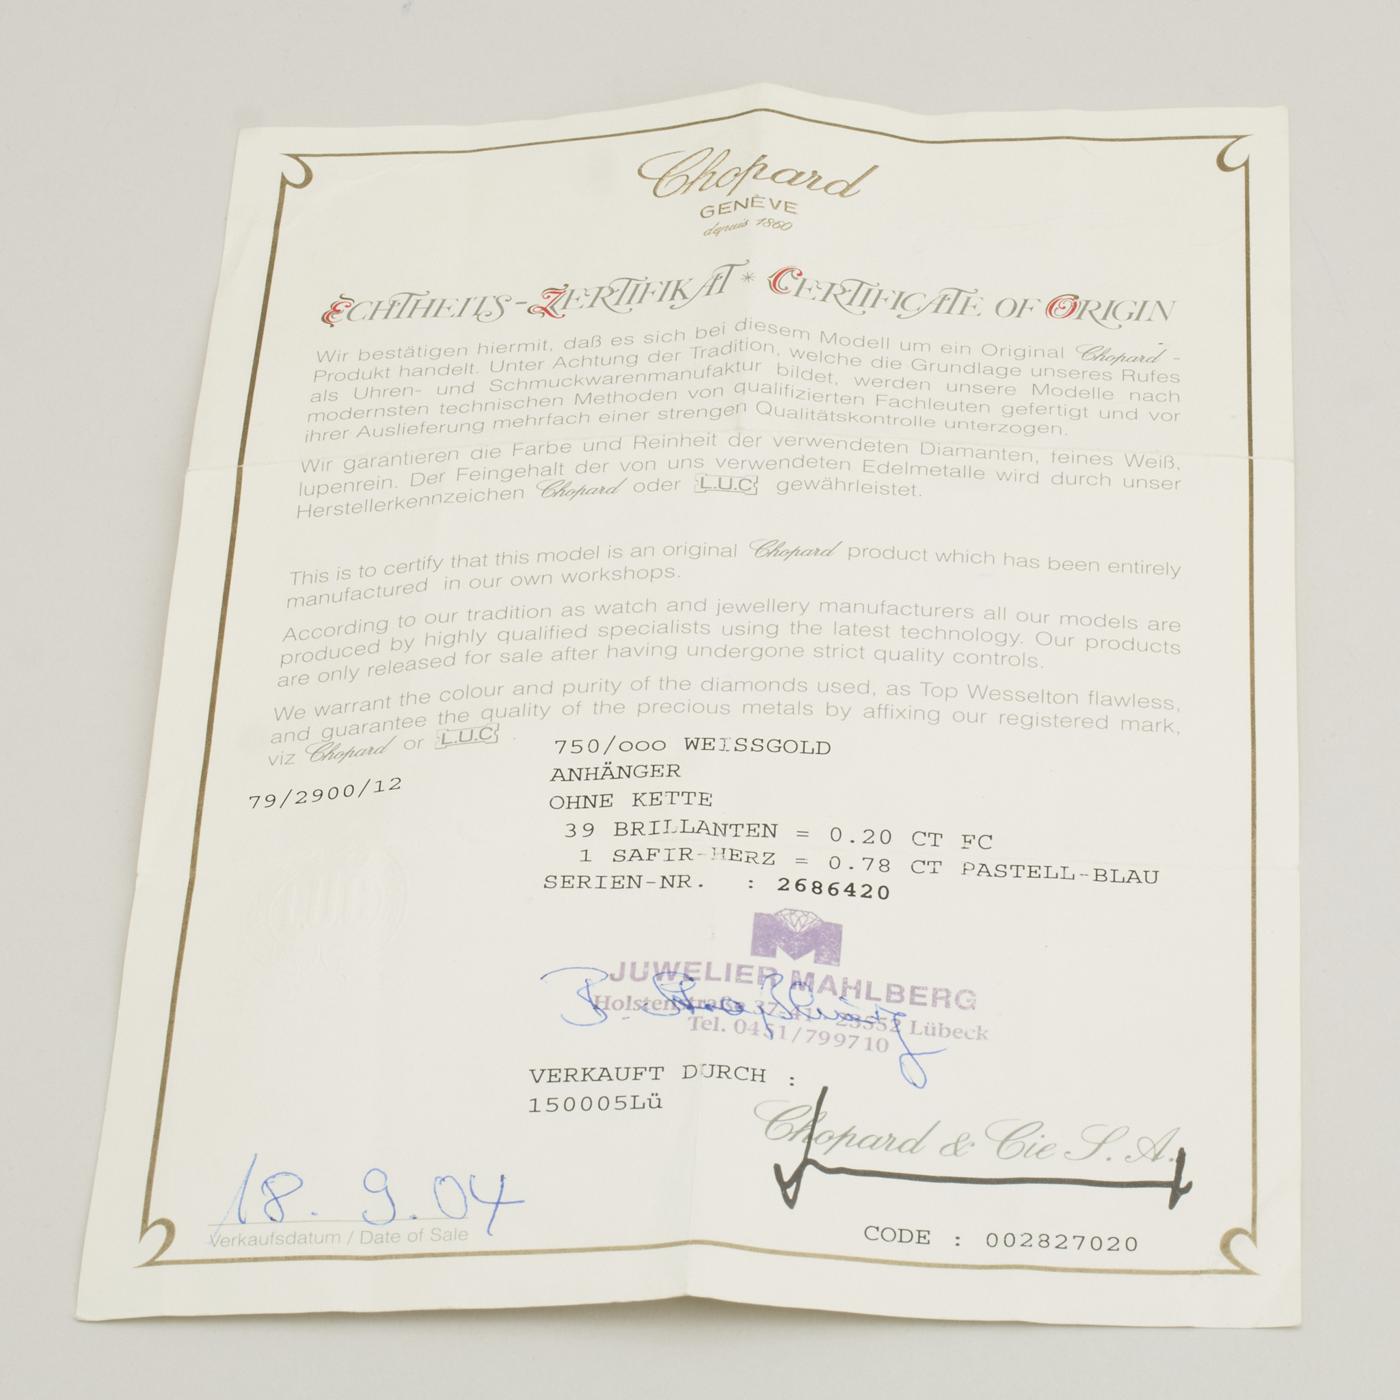 Chopard
GENÈVE
depuis 1860
ECHTHEITS-ZERTIFIKAT * CERTIFICATE OF ORIGIN
Wir bestätigen hiermit, daß es sich bei diesem Modell um ein Original Chopard -
Produkt handelt. Unter Achtung der Tradition, welche die Grundlage unseres Rufes
als Uhren- und Schmuckwarenmanufaktur bildet, werden unsere Modelle nach
modernsten technischen Methoden von qualifizierten Fachleuten gefertigt und vor
ihrer Auslieferung mehrfach einer strengen Qualitätskontrolle unterzogen.
Wir garantieren die Farbe und Reinheit der verwendeten Diamanten, feines Weiß,
lupenrein. Der Feingehalt der von uns verwendeten Edelmetalle wird durch unser
Herstellerkennzeichen Chopard oder L.U.C gewährleistet.
This is to certify that this model is an original Chopard product which has been entirely
manufactured in our own workshops.
According to our tradition as watch and jewellery manufacturers all our models are
produced by highly qualified specialists using the latest technology. Our products
are only released for sale after having undergone strict quality controls.
We warrant the colour and purity of the diamonds used, as Top Wesselton flawless,
and guarantee the quality of the precious metals by affixing our registered mark,
viz Chopard or L.U.C .
79/2900/12
750/ooo WEISSGOLD
ANHÄNGER
OHNE KETTE
39 BRILLANTEN = 0.20 CT FC
1 SAFIR-HERZ = 0.78 CT PASTELL-BLAU
SERIEN-NR. : 2686420
M
JUWELIER MAHLBERG
Holstenstraße 37-41 23552 Lübeck
Tel. 0451/799710
VERKAUFT DURCH :
150005Lü
Chopard & Cie S. A.
18. 9. 04
Verkaufsdatum / Date of Sale
CODE : 002827020